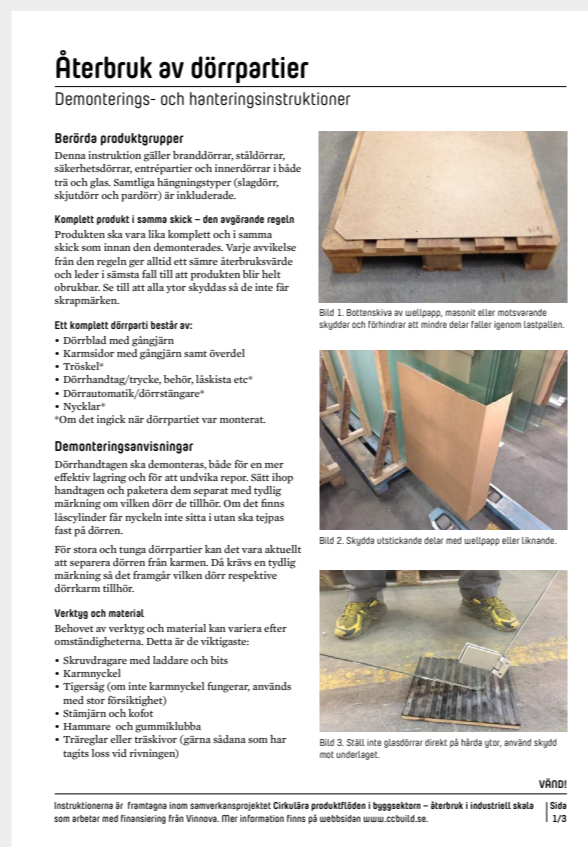 Återbruk av dörrpartier
Demonterings- och hanteringsinstruktioner
Berörda produktgrupper
Denna instruktion gäller branddörrar, ståldörrar,
säkerhetsdörrar, entrépartier och innerdörrar i både
trä och glas. Samtliga hängningstyper (slagdörr,
skjutdörr och pardörr) är inkluderade.
Komplett produkt i samma skick – den avgörande regeln
Produkten ska vara lika komplett och i samma
skick som innan den demonterades. Varje avvikelse
från den regeln ger alltid ett sämre återbruksvärde
och leder i sämsta fall till att produkten blir helt
obrukbar. Se till att alla ytor skyddas så de inte får
skrapmärken.
Ett komplett dörrparti består av:
• Dörrblad med gångjärn
• Karmsidor med gångjärn samt överdel
• Tröskel*
• Dörrhandtag/trycke, behör, låskista etc*
• Dörrautomatik/dörrstängare*
• Nycklar*
*Om det ingick när dörrpartiet var monterat.
Demonteringsanvisningar
Dörrhandtagen ska demonteras, både för en mer
effektiv lagring och för att undvika repor. Sätt ihop
handtagen och paketera dem separat med tydlig
märkning om vilken dörr de tillhör. Om det finns
låscylinder får nyckeln inte sitta i utan ska tejpas
fast på dörren.
För stora och tunga dörrpartier kan det vara aktuellt
att separera dörren från karmen. Då krävs en tydlig
märkning så det framgår vilken dörr respektive
dörrkarm tillhör.
Verktyg och material
Behovet av verktyg och material kan variera efter
omständigheterna. Detta är de viktigaste:
• Skruvdragare med laddare och bits
• Karmnyckel
• Tigersåg (om inte karmnyckel fungerar, används
med stor försiktighet)
• Stämjärn och kofot
• Hammare och gummiklubba
• Träreglar eller träskivor (gärna sådana som har
tagits loss vid rivningen)
Bild 1. Bottenskiva av wellpapp, masonit eller motsvarande
skyddar och förhindrar att mindre delar faller igenom lastpallen.
Bild 2. Skydda utstickande delar med wellpapp eller liknande.
Bild 3. Ställ inte glasdörrar direkt på hårda ytor, använd skydd
mot underlaget.
VÄND!
Instruktionerna är framtagna inom samverkansprojektet Cirkulära produktflöden i byggsektorn – återbruk i industriell skala
som arbetar med finansiering från Vinnova. Mer information finns på webbsidan www.ccbuild.se.
Sida
1/3